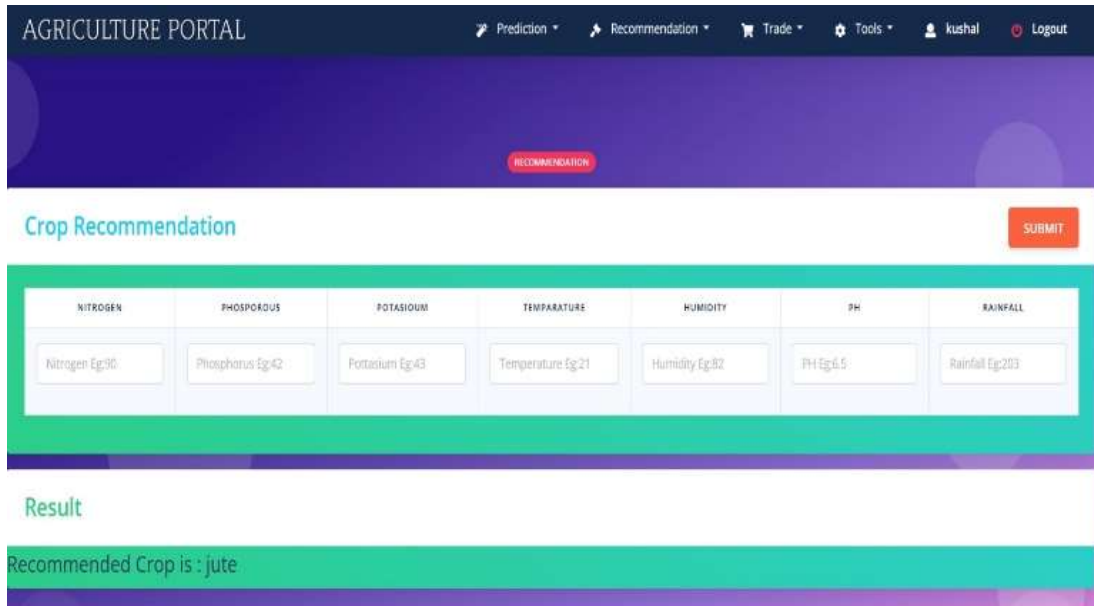 AGRICULTURE PORTAL Prediction Recommendation Trade Tools kushal Logout
RECOMMENDATION
Crop Recommendation SUBMIT
NITROGEN PHOSPOROUS POTASIOUM TEMPARATURE HUMIDITY PH RAINFALL
Nitrogen Eg:90 Phosphorus Eg:42 Pottasium Eg:43 Temperature Eg:21 Humidity Eg:82 PH Eg:6.5 Rainfall Eg:203
Result
Recommended Crop is : jute